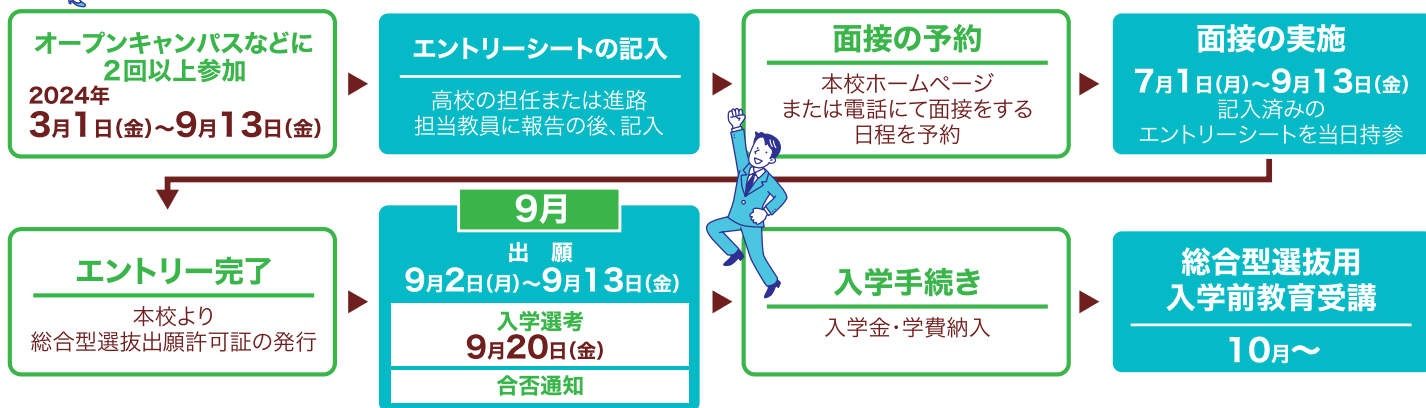 オープンキャンパスなどに
2回以上参加
2024年
3月1日(金)～9月13日(金)
エントリーシートの記入
高校の担任または進路
担当教員に報告の後、記入
面接の予約
本校ホームページ
または電話にて面接をする
日程を予約
面接の実施
7月1日(月)～9月13日(金)
記入済みの
エントリーシートを当日持参
エントリー完了
本校より
総合型選抜出願許可証の発行
9月
出 願
9月2日(月)～9月13日(金)
入学選考
9月20日(金)
合否通知
入学手続き
入学金・学費納入
総合型選抜用
入学前教育受講
10月～